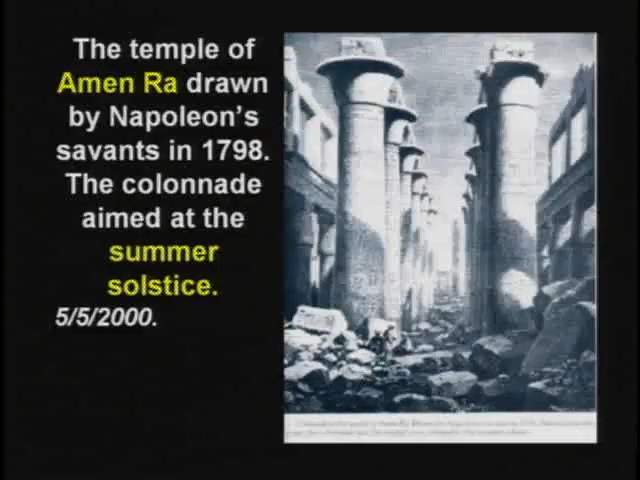 The temple of
Amen Ra drawn
by Napoleon's
savants in 1798.
The colonnade
aimed at the
summer
solstice.
5/5/2000.